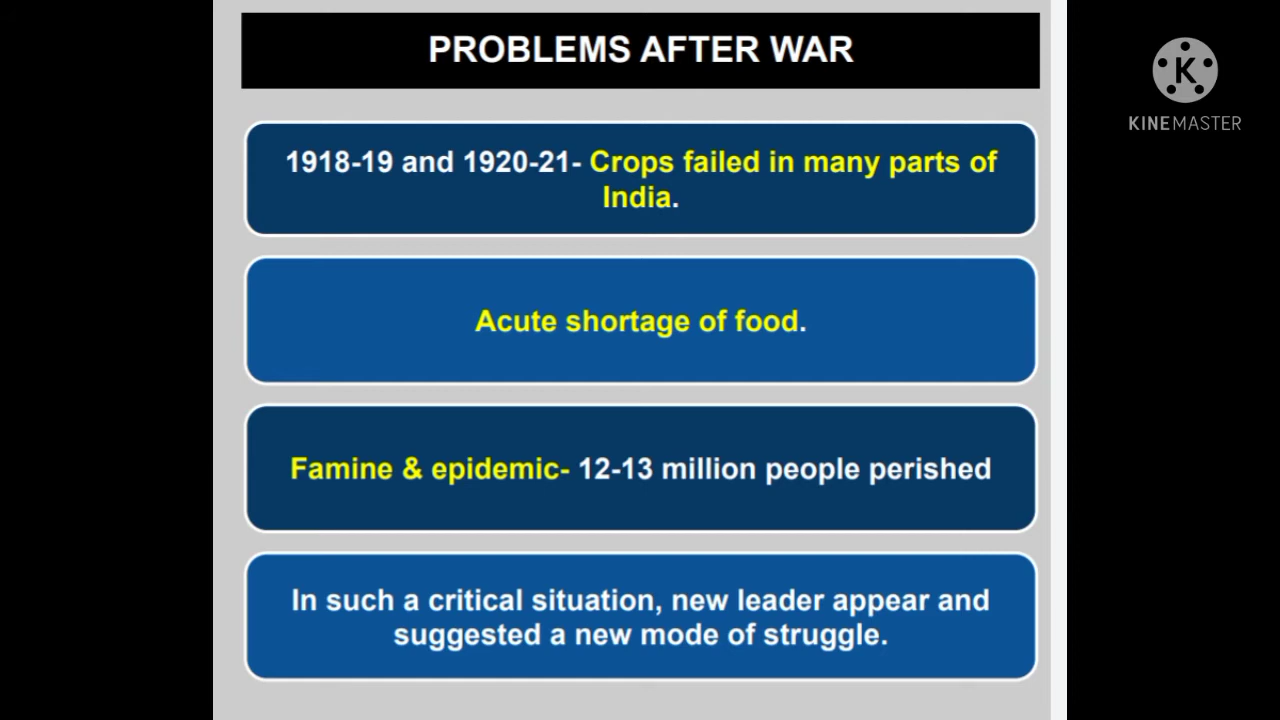 PROBLEMS AFTER WAR
K
KINEMASTER
1918-19 and 1920-21- Crops failed in many parts of
India.
Acute shortage of food.
Famine & epidemic- 12-13 million people perished
In such a critical situation, new leader appear and
suggested a new mode of struggle.